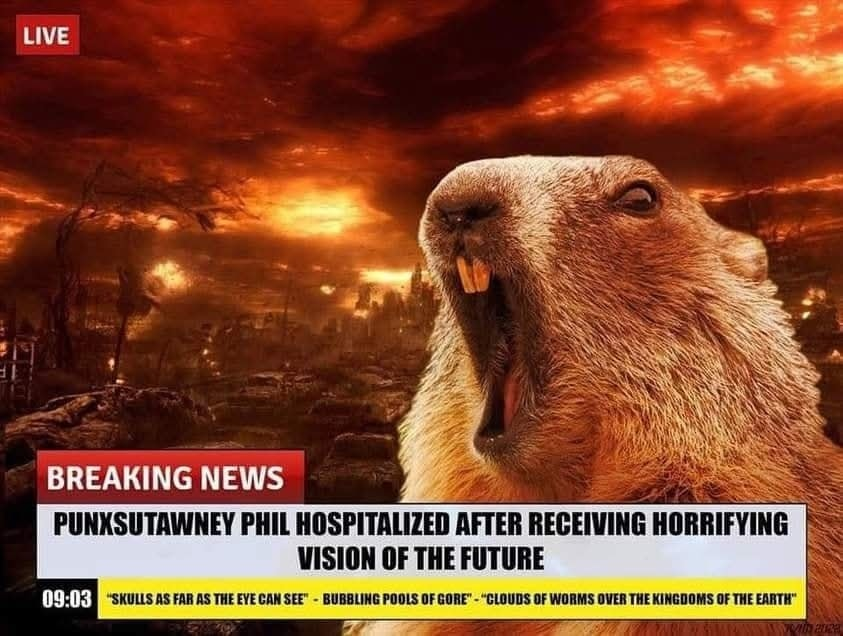 LIVE
BREAKING NEWS
PUNXSUTAWNEY PHIL HOSPITALIZED AFTER RECEIVING HORRIFYING
VISION OF THE FUTURE
09:03 "SKULLS AS FAR AS THE EYE CAN SEE" - BUBBLING POOLS OF GORE" - "CLOUDS OF WORMS OVER THE KINGDOMS OF THE EARTH"